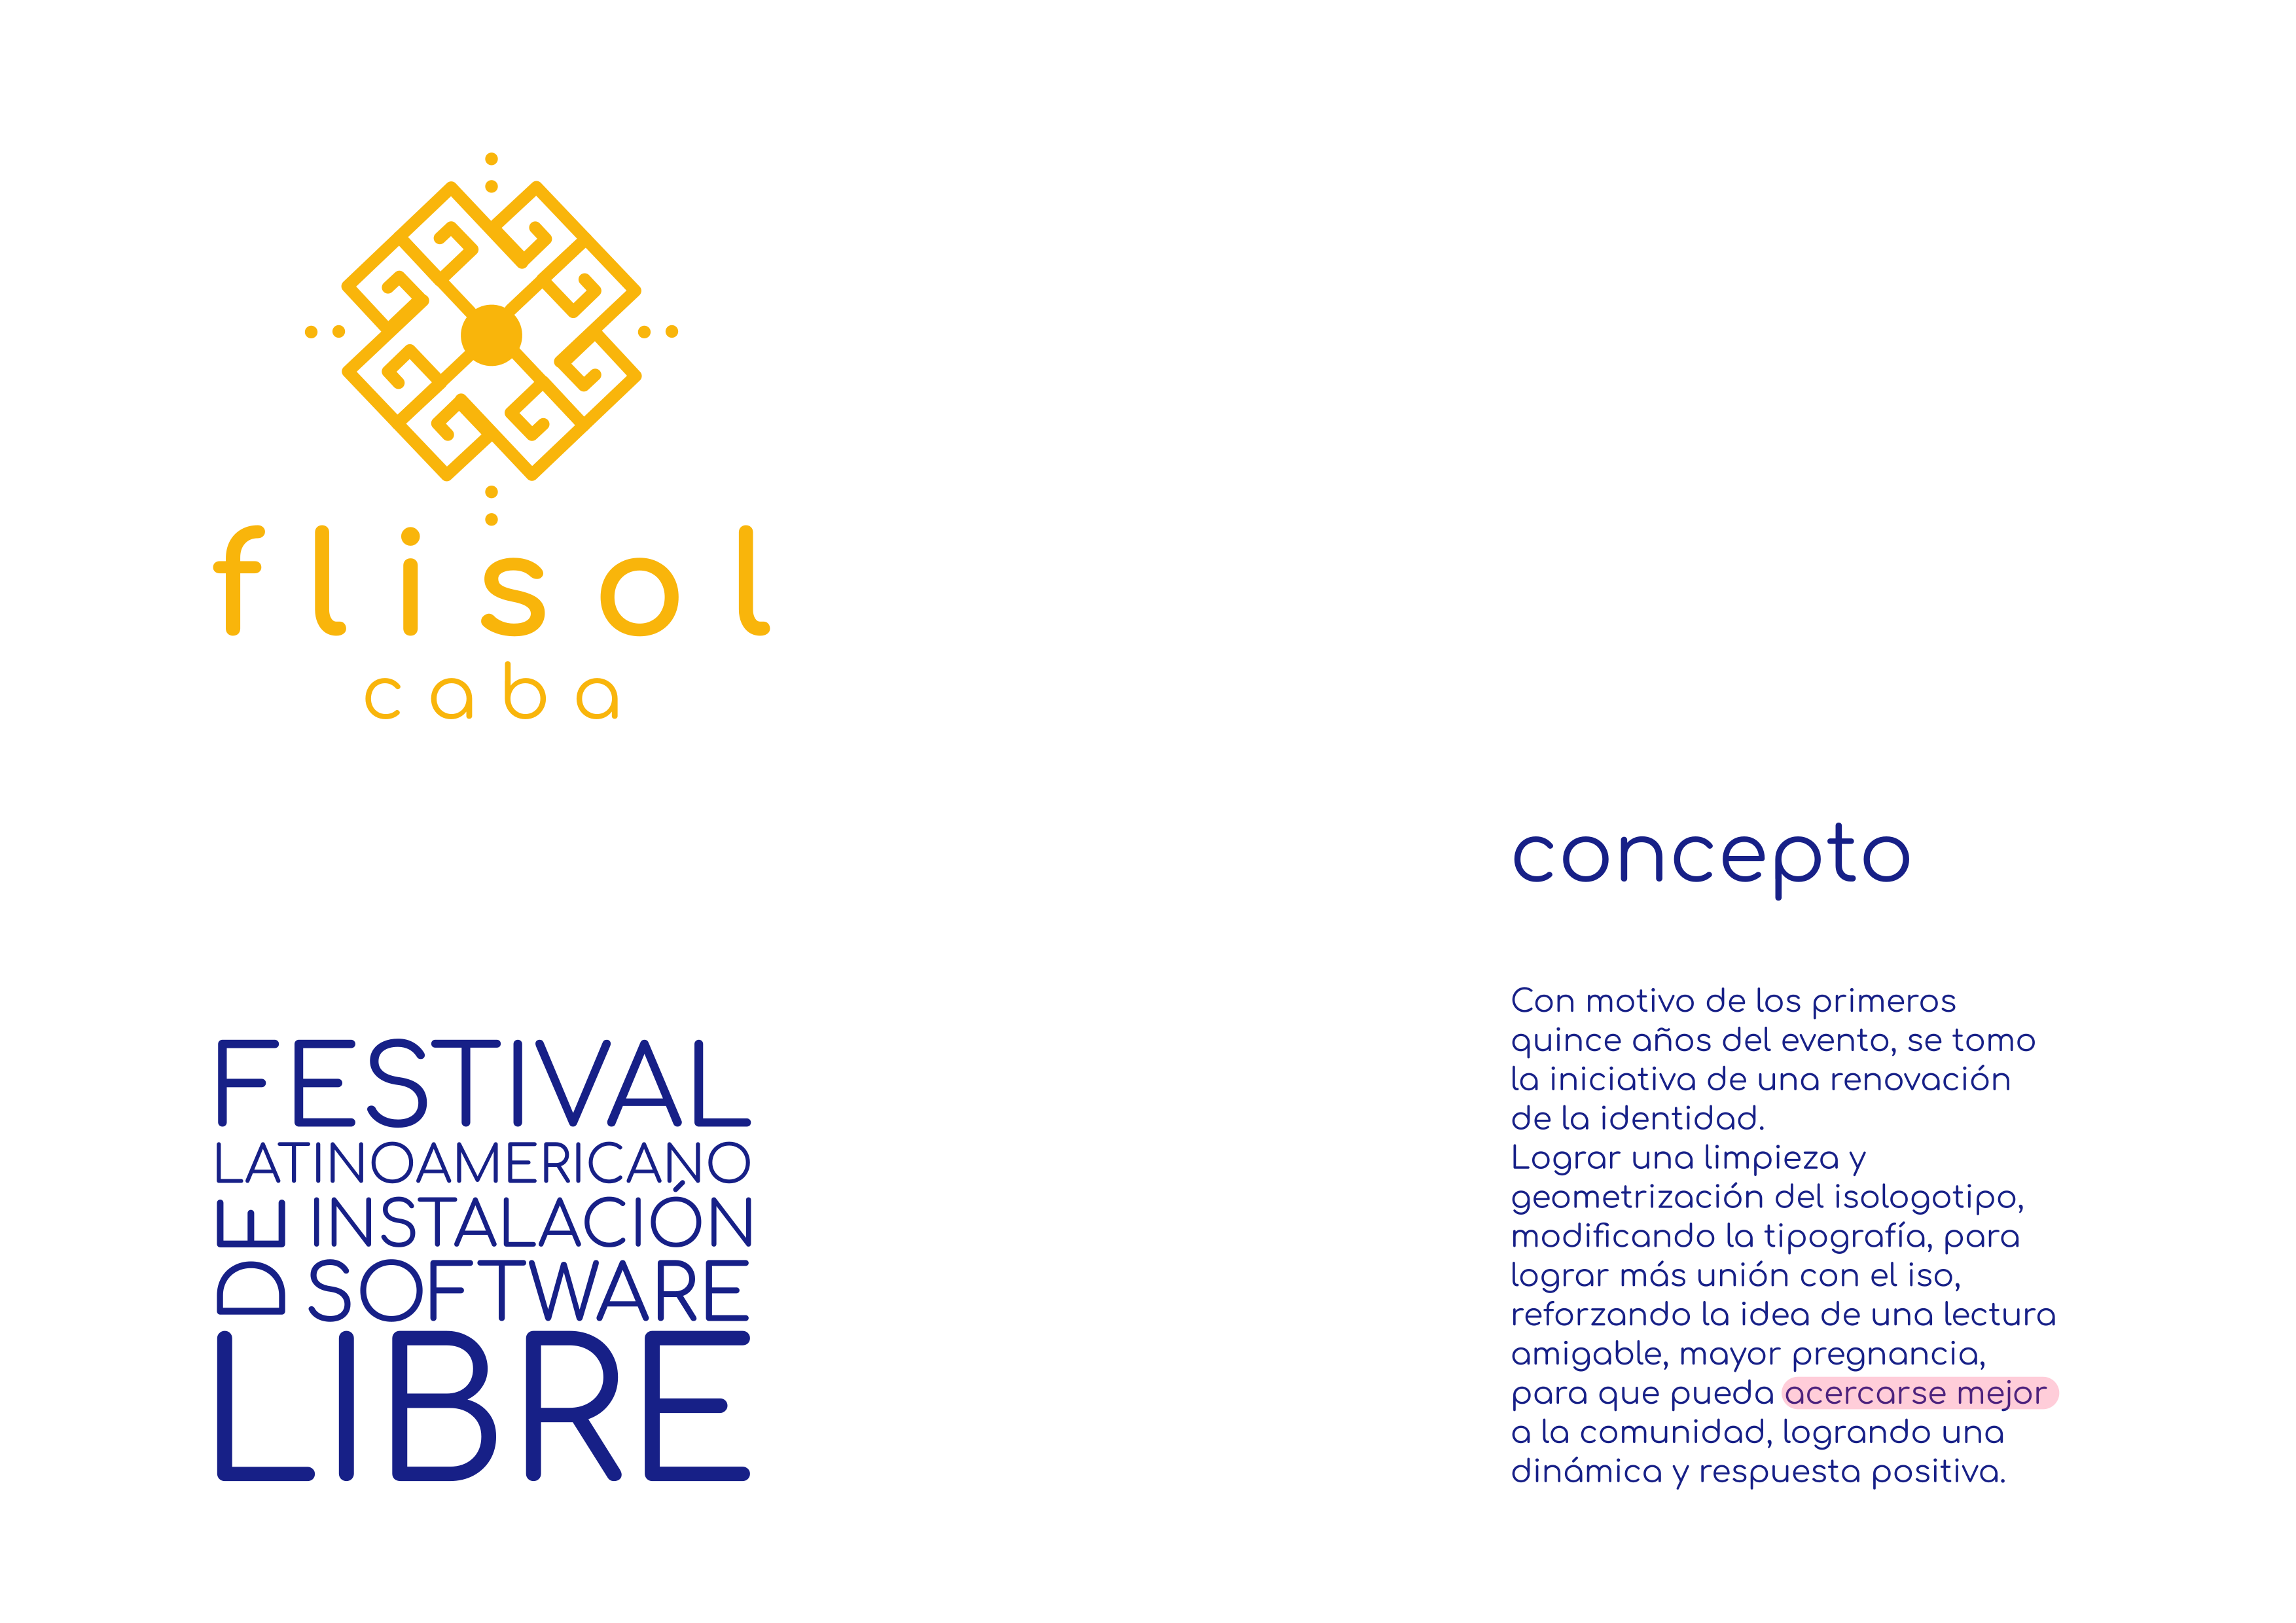 flisol
caba
FESTIVAL
LATINOAMERICANO
DE INSTALACIÓN
SOFTWARE
LIBRE
concepto
Con motivo de los primeros
quince años del evento, se tomo
la iniciativa de una renovación
de la identidad.
Lograr una limpieza y
geometrización del isologotipo,
modificando la tipografía, para
lograr más unión con el iso,
reforzando la idea de una lectura
amigable, mayor pregnancia,
para que pueda acercarse mejor
a la comunidad, logrando una
dinámica y respuesta positiva.